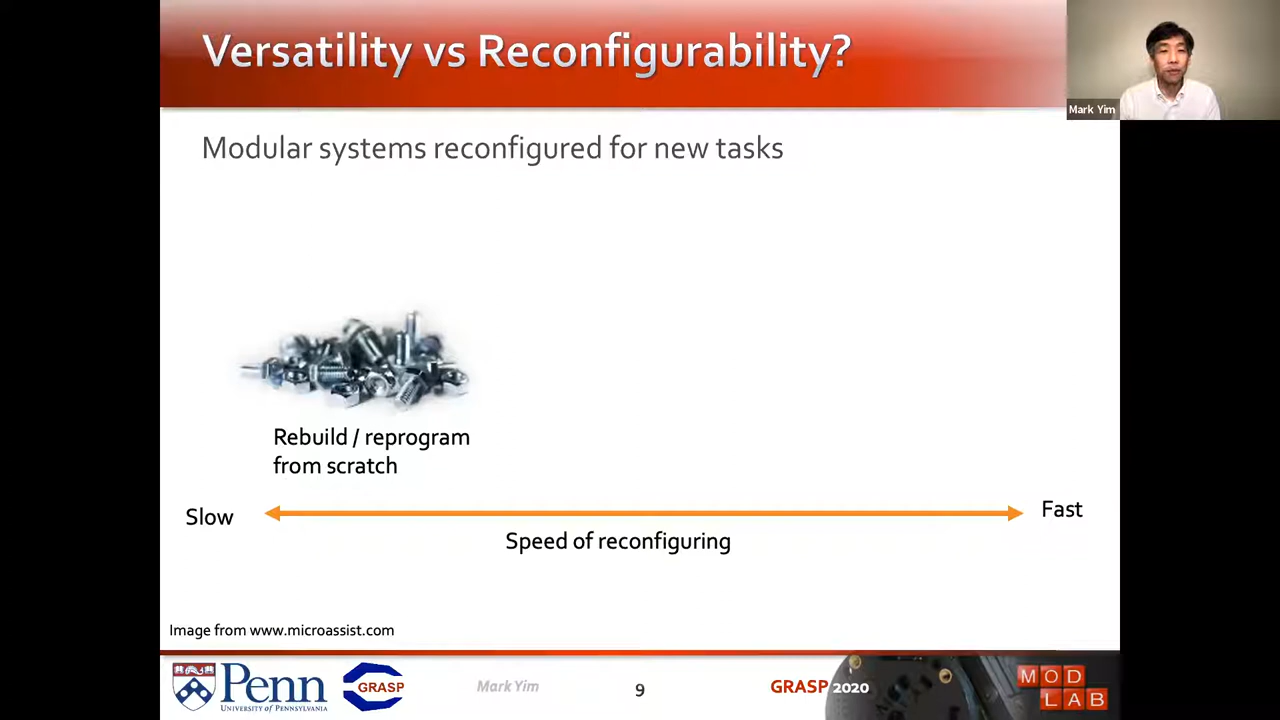 Versatility vs Reconfigurability?
Mark Yim
Modular systems reconfigured for new tasks
Rebuild / reprogram
from scratch
Slow
Fast
Speed of reconfiguring
Image from www.microassist.com
Penn
UNIVERSITY OF PENNSYLVANIA
GRASP
Mark Yim
9
GRASP 2020
MOD
LAB